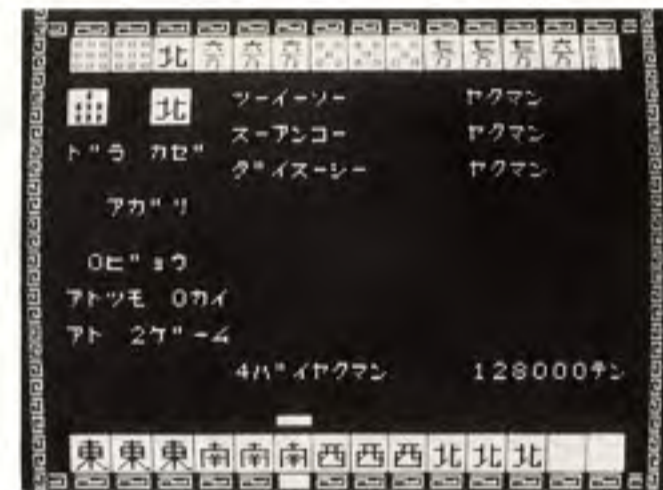 北
北
ツーイーソー ヤクマン
スーアンコー ヤクマン
ドラ カゼ
ダイスーシー ヤクマン
アガリ
0ビョウ
アトツモ 0カイ
アト 2ゲーム
4バイヤクマン 128000テン
東東東南南南西西西北北北